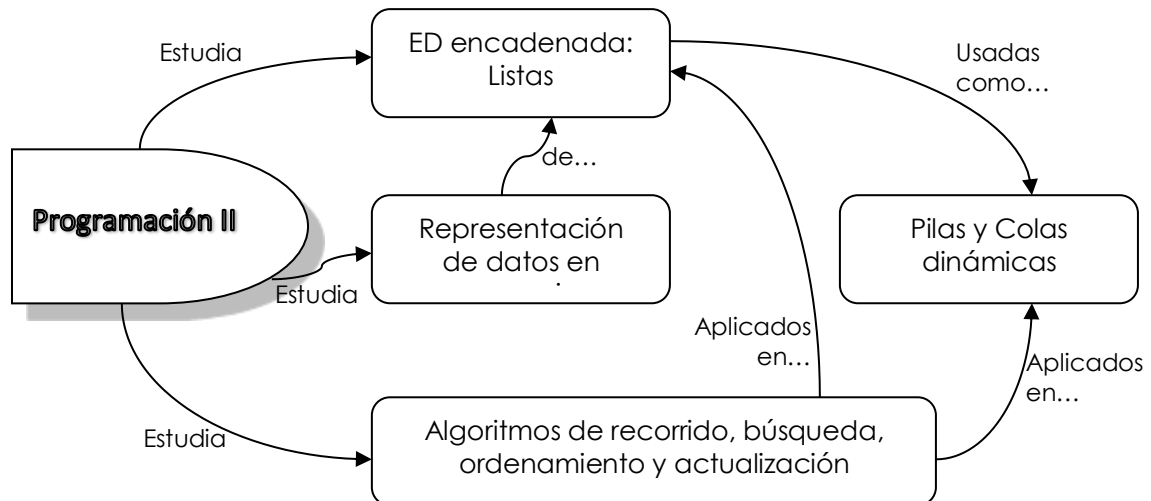 Estudia
ED encadenada:
Listas
Usadas
como…
de…
Programación II
Representación
de datos en
Pilas y Colas
dinámicas
Estudia
Aplicados
en…
Aplicados
en…
Estudia
Algoritmos de recorrido, búsqueda,
ordenamiento y actualización